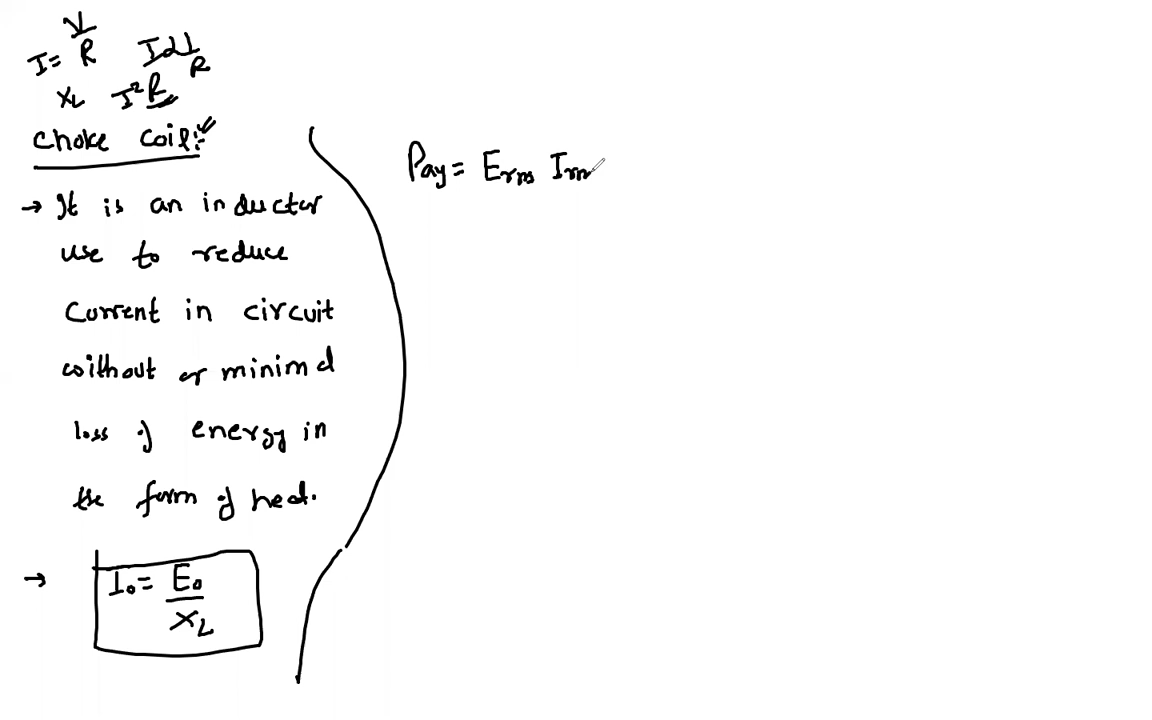 I = V/R I ∝ 1/R
XL I²R
Choke Coil:
→ It is an inductor
use to reduce
Current in circuit
without or minimal
loss of energy in
the form of heat.
→ I₀ = E₀/XL
Pav = Erms Irm